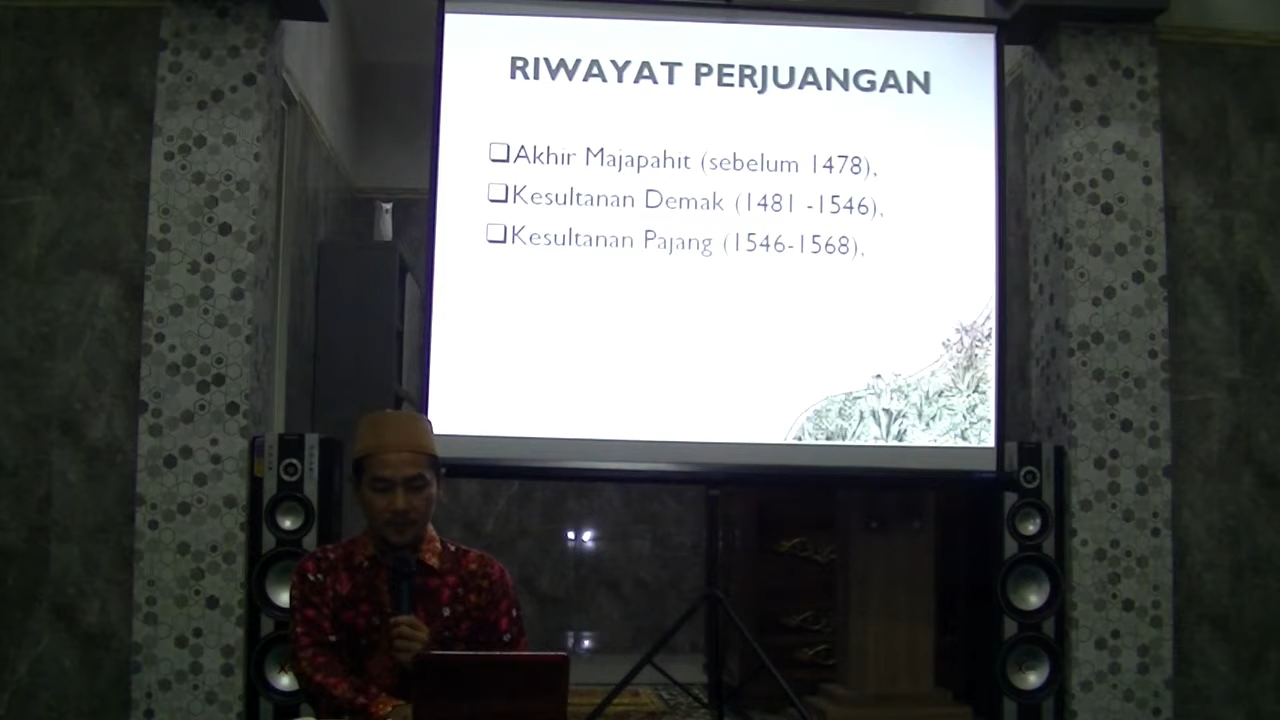 RIWAYAT PERJUANGAN
❑Akhir Majapahit (sebelum 1478),
❑Kesultanan Demak (1481 -1546),
❑Kesultanan Pajang (1546-1568),